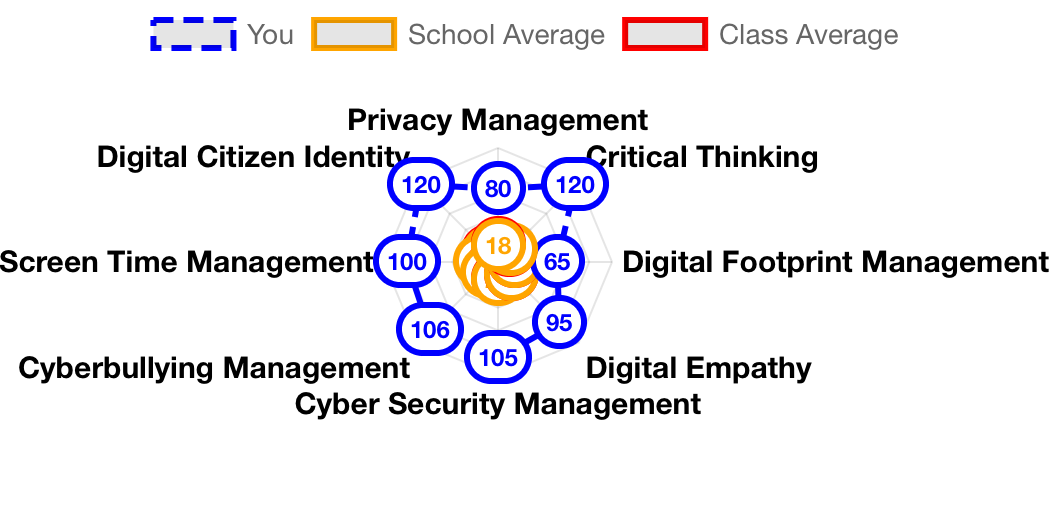 You School Average Class Average
Privacy Management
Digital Citizen Identity Critical Thinking
120 80 120
18
Screen Time Management 100 65 Digital Footprint Management
106 95
105
Cyberbullying Management Digital Empathy
Cyber Security Management